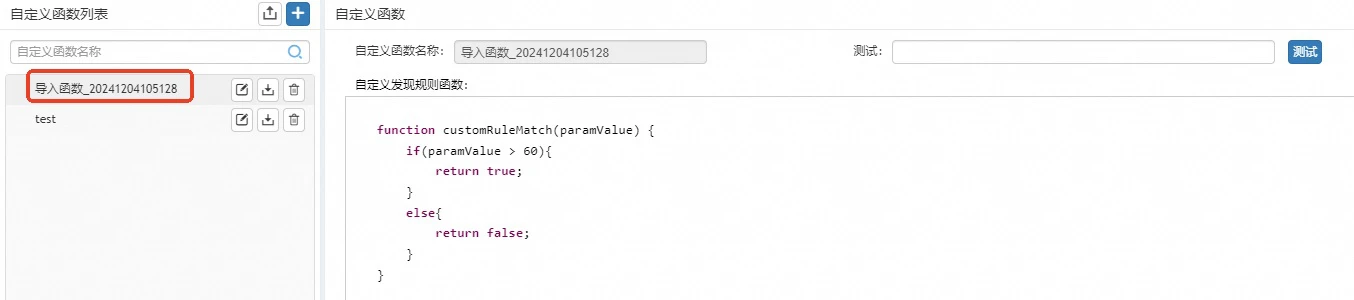 自定义函数列表
自定义函数名称
导入函数_20241204105128
test
自定义函数
自定义函数名称: 导入函数_20241204105128 测试: 测试
自定义发现规则函数:
function customRuleMatch(paramValue) {
    if(paramValue > 60){
        return true;
    }
    else{
        return false;
    }
}